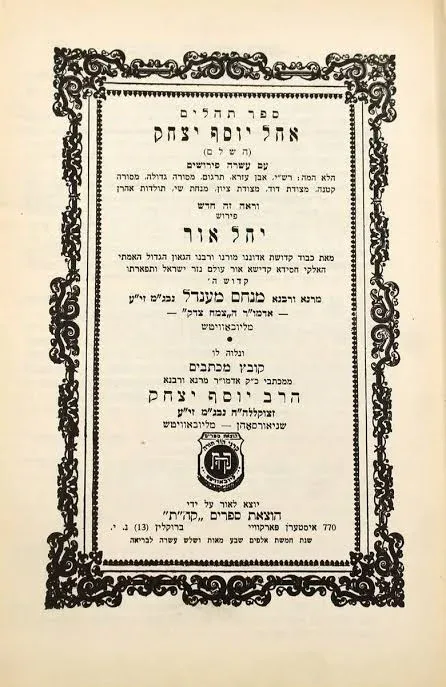 ספר תהלים
אהל יוסף יצחק
(השלם)
עם עשרה פירושים
הלא המה: רש״י. אבן עזרא. תרגום. מסורה גדולה. מסורה
קטנה. מצודת דוד. מצודת ציון. מנחת שי. תולדות אהרן
וראה זה חדש
פירוש
יהל אור
מאת כבוד קדושת אדוננו מורנו ורבנו הגאון הגדול האמתי
האלקי חסידא קדישא אור עולם נזר ישראל ותפארתו
קדוש ה׳
מרנא ורבנא מנחם מענדל נבג״מ זי״ע
— אדמו״ר ה„צמח צדק״ —
מליובאוויטש
ונלוה לו
קובץ מכתבים
ממכתבי כ״ק אדמו״ר מרנא ורבנא
הרב יוסף יצחק
זצוקללה״ה נבג״מ זי״ע
שניאורסאהן — מליובאוויטש
הוצאת ספרים
קה״ת
יוצא לאור על ידי
הוצאת ספרים „קה״ת״
770 איסטערן פארקוויי ברוקלין (13) נ. י.
שנת חמשת אלפים שבע מאות ושלש עשרה לבריאה